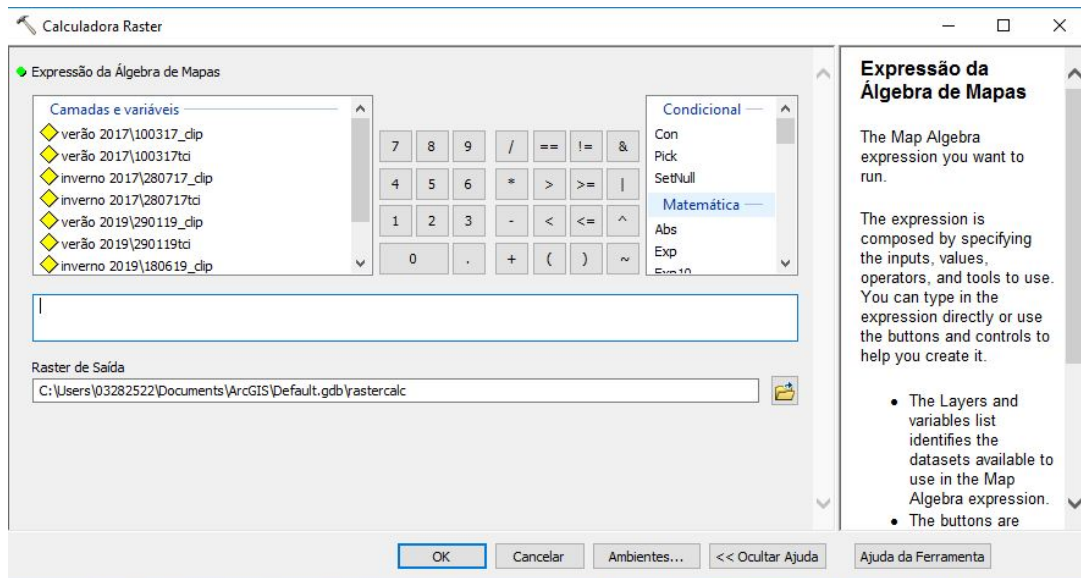 Calculadora Raster
Expressão da Álgebra de Mapas
Camadas e variáveis
verão 2017\100317_clip
verão 2017\100317tci
inverno 2017\280717_clip
inverno 2017\280717tci
verão 2019\290119_clip
verão 2019\290119tci
inverno 2019\180619_clip
7 8 9 / == != &
4 5 6 * > >= |
1 2 3 - < <= ^
0 . + ( ) ~
Condicional
Con
Pick
SetNull
Matemática
Abs
Exp
Exp10
Raster de Saída
C:\Users\03282522\Documents\ArcGIS\Default.gdb\rastercalc
OK Cancelar Ambientes... << Ocultar Ajuda
Expressão da
Álgebra de Mapas
The Map Algebra
expression you want to
run.
The expression is
composed by specifying
the inputs, values,
operators, and tools to use.
You can type in the
expression directly or use
the buttons and controls to
help you create it.
• The Layers and
variables list
identifies the
datasets available to
use in the Map
Algebra expression.
• The buttons are
Ajuda da Ferramenta